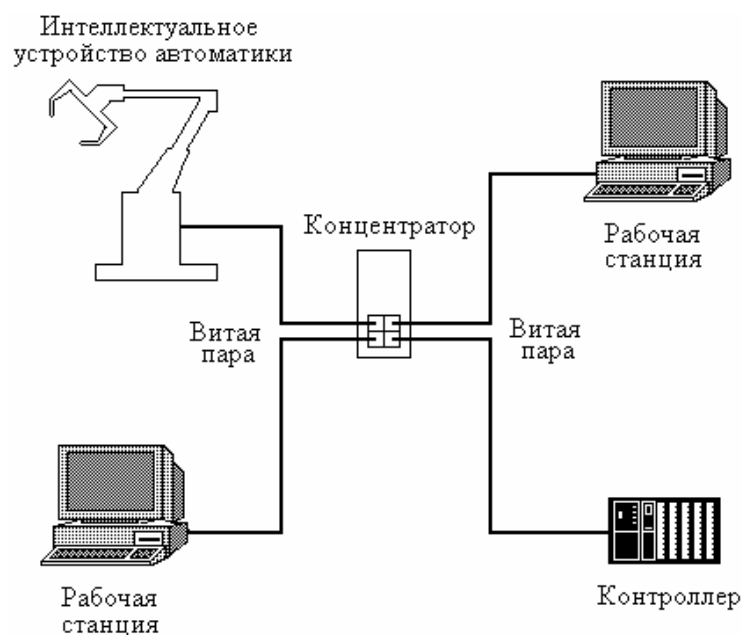 Интеллектуальное
устройство автоматики
Концентратор
Рабочая
станция
Витая
пара
Витая
пара
Рабочая
станция
Контроллер